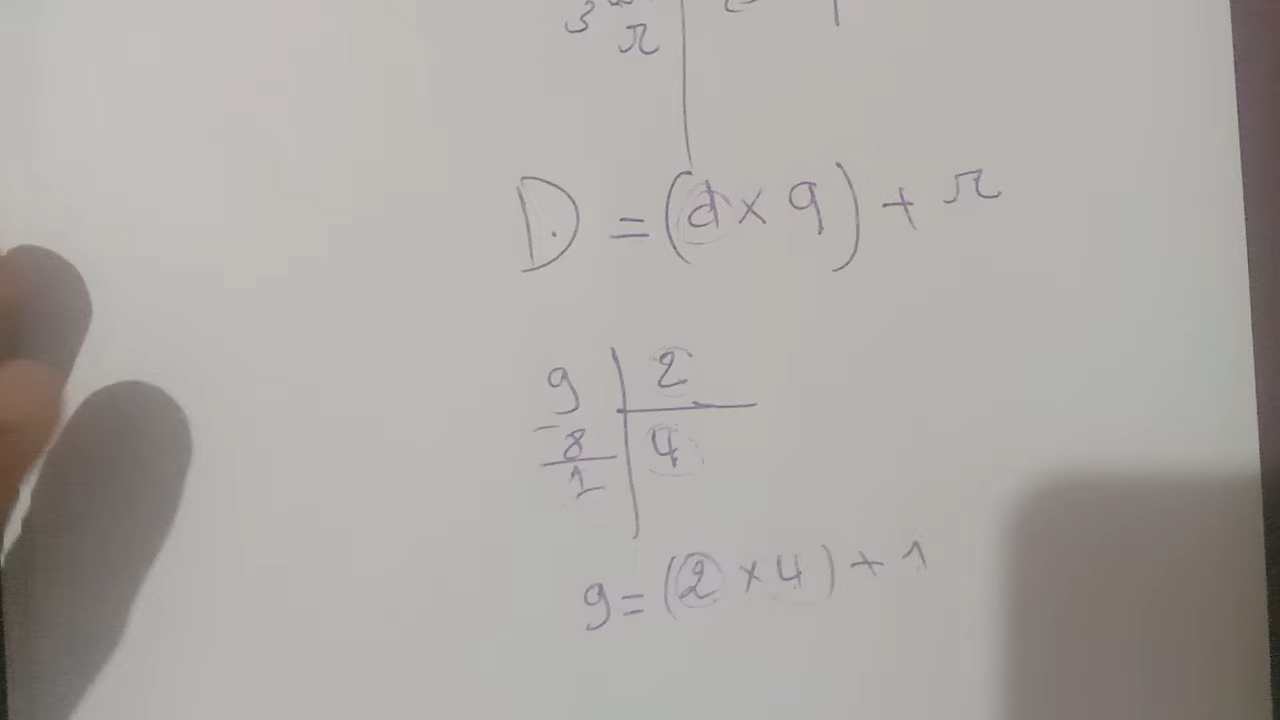 r
D = (d × q) + r
9 | 2
- 8 | 4
1
9 = (2 × 4) + 1